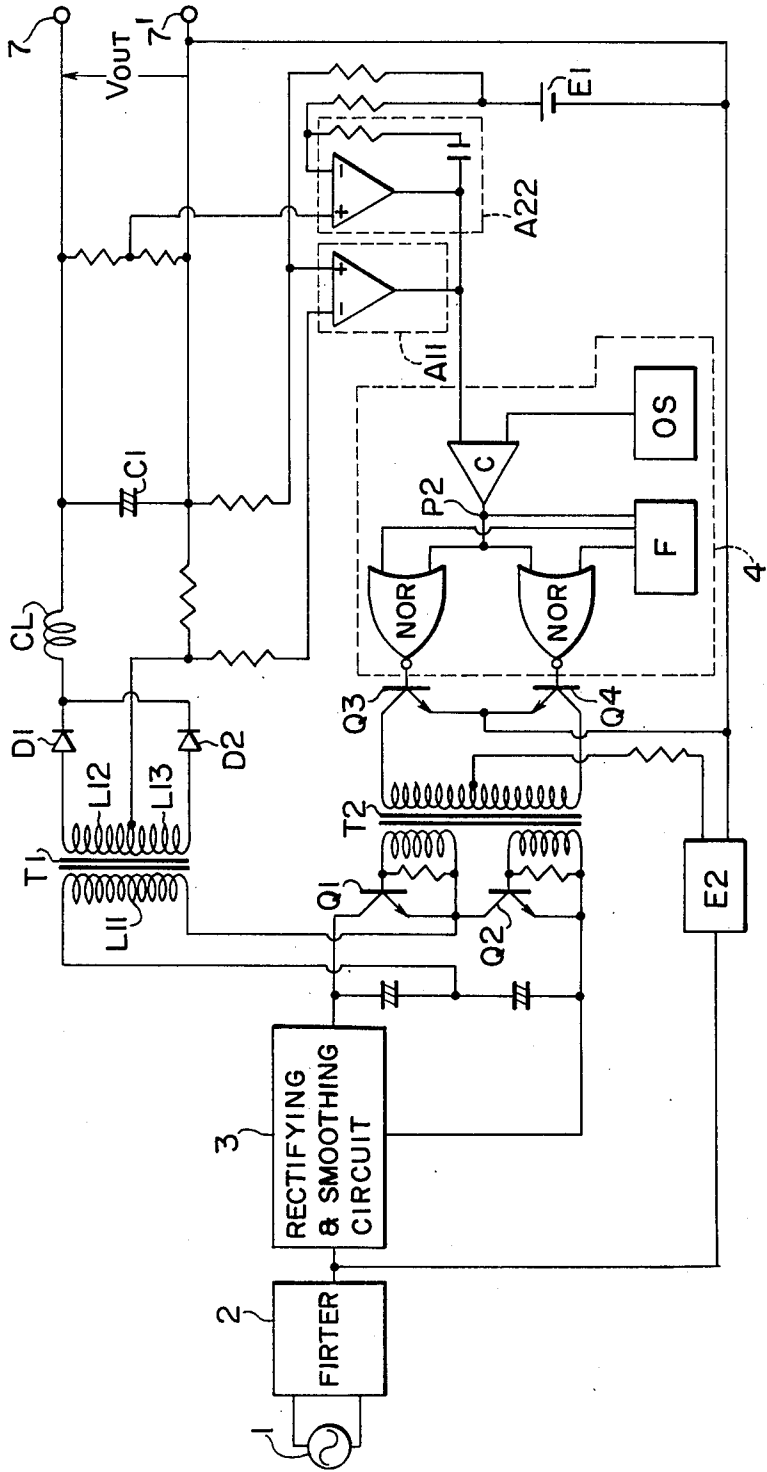 1
2
FIRTER
3
RECTIFYING
& SMOOTHING
CIRCUIT
T1
L11
L12
L13
D1
D2
CL
C1
7
VOUT
7'
Q1
Q2
T2
Q3
Q4
NOR
NOR
P2
C
F
OS
4
A11
-
+
A22
+
-
E1
E2